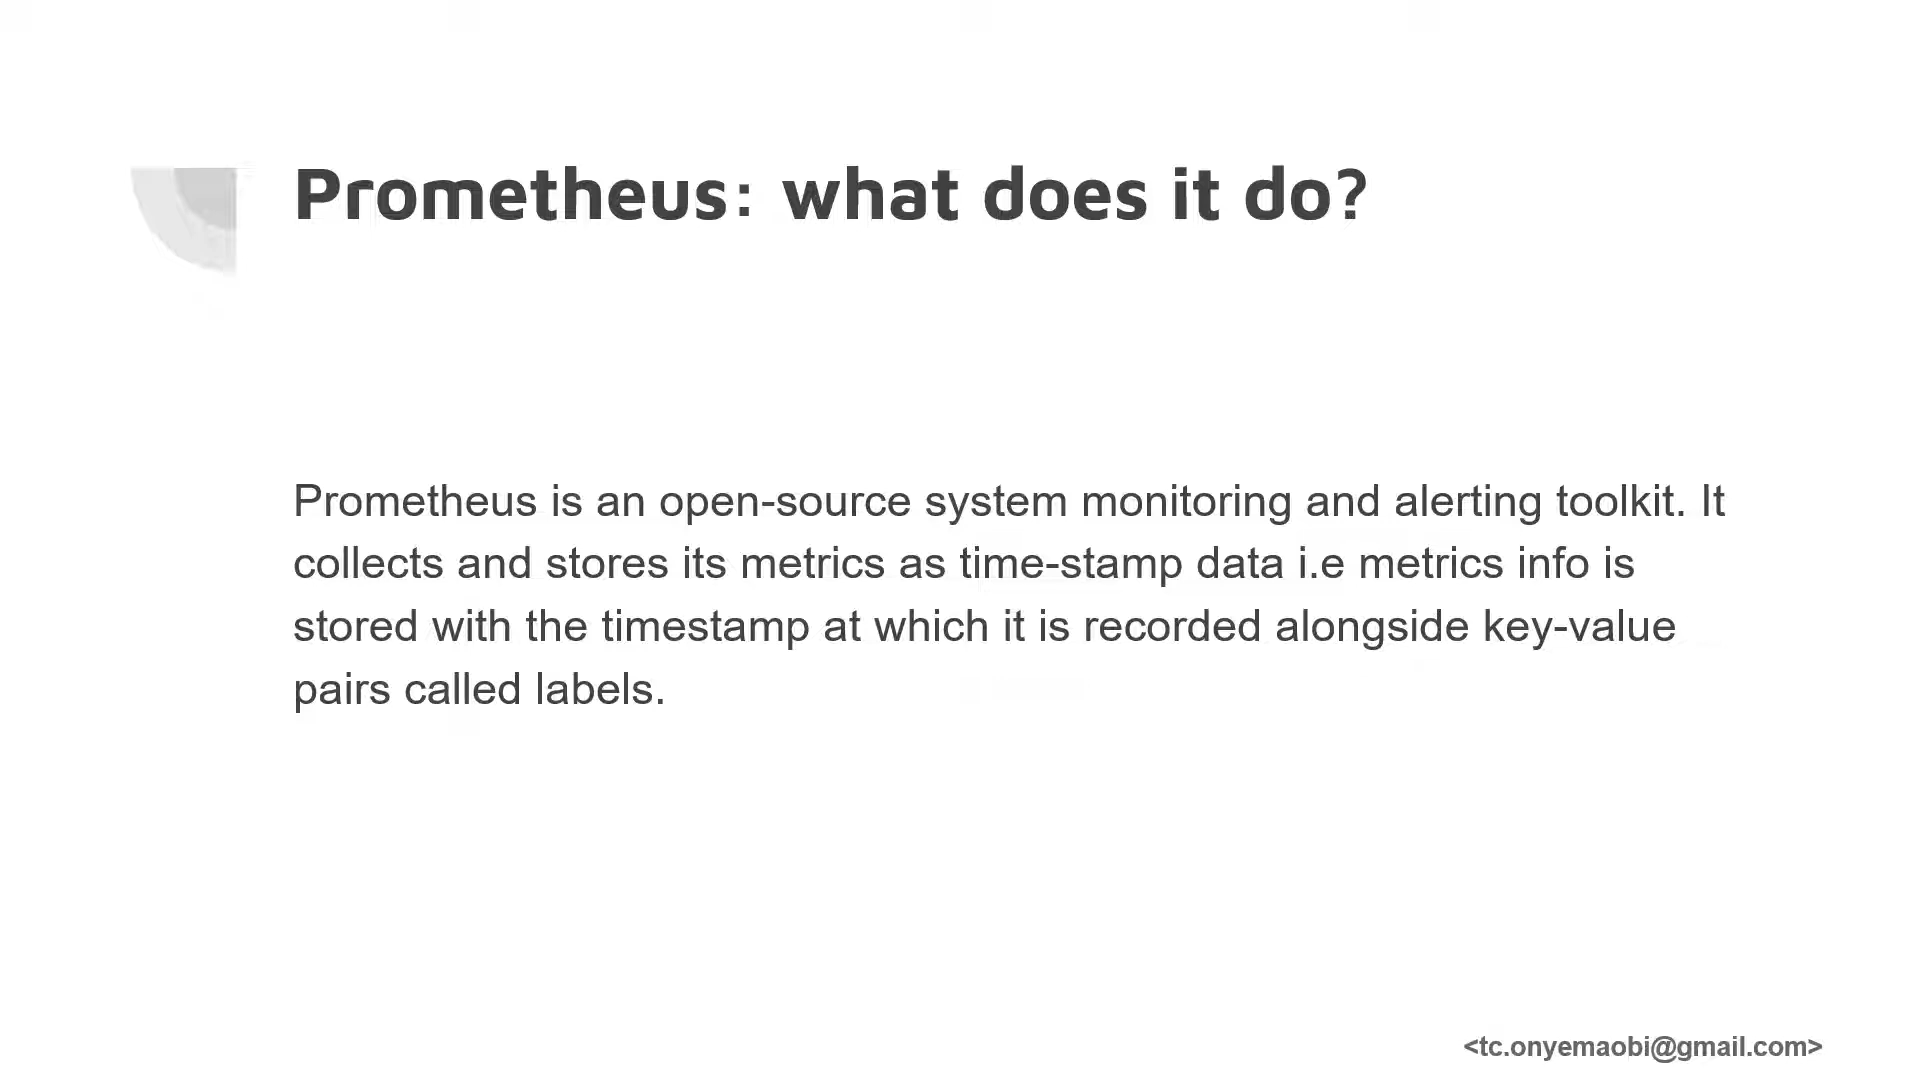 Prometheus: what does it do?
Prometheus is an open-source system monitoring and alerting toolkit. It
collects and stores its metrics as time-stamp data i.e metrics info is
stored with the timestamp at which it is recorded alongside key-value
pairs called labels.
<tc.onyemaobi@gmail.com>